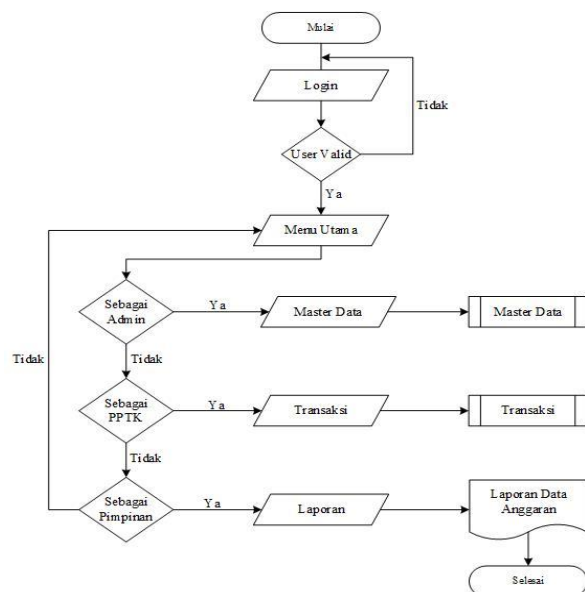 Mulai
Login
Tidak
User Valid
Ya
Menu Utama
Sebagai
Admin
Ya
Master Data
Master Data
Tidak
Tidak
Sebagai
PPTK
Ya
Transaksi
Transaksi
Tidak
Sebagai
Pimpinan
Ya
Laporan
Laporan Data
Anggaran
Selesai